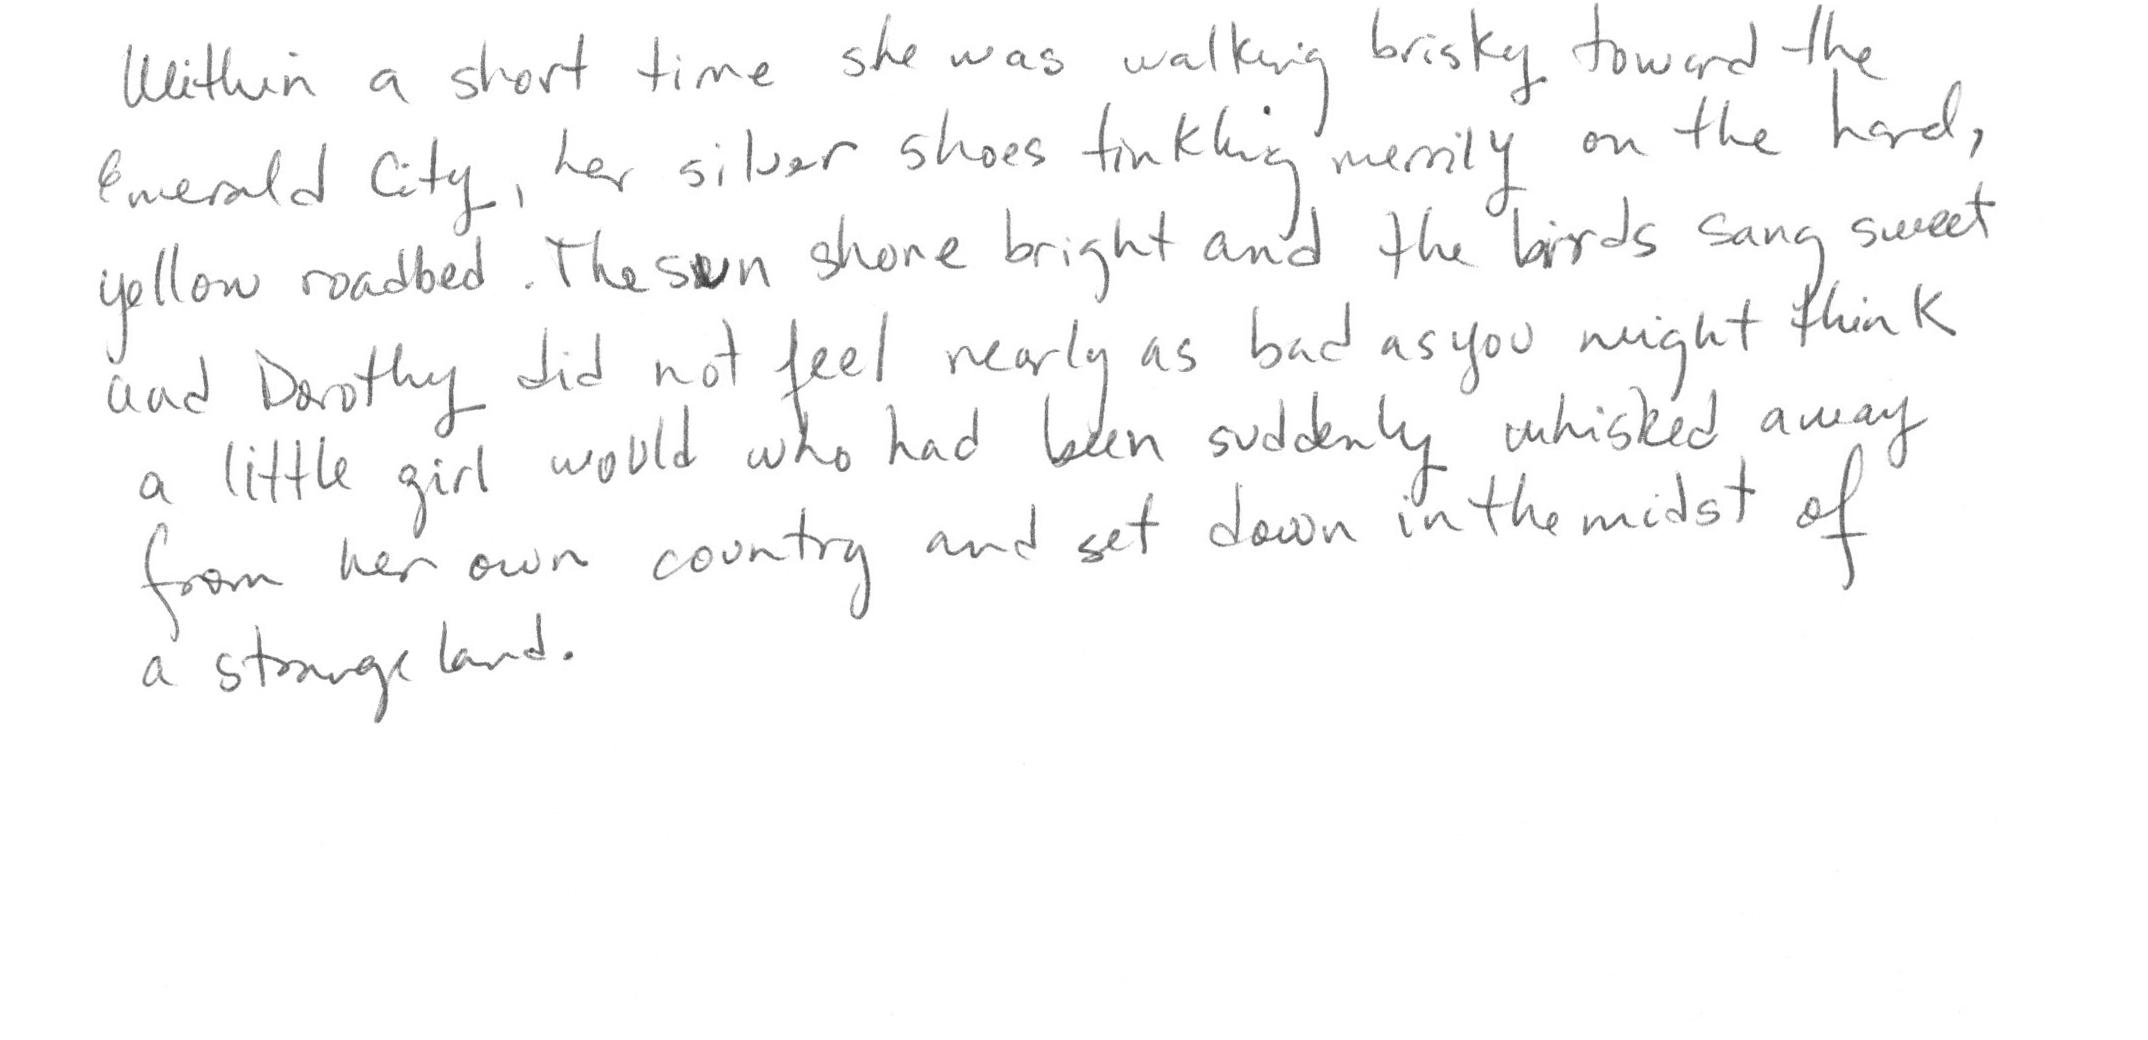 Within a short time she was walking brisky toward the
Emerald City, her silver shoes tinkling merrily on the hard,
yellow roadbed. The sun shone bright and the birds sang sweet
and Dorothy did not feel nearly as bad as you might think
a little girl would who had been suddenly whisked away
from her own country and set down in the midst of
a strange land.